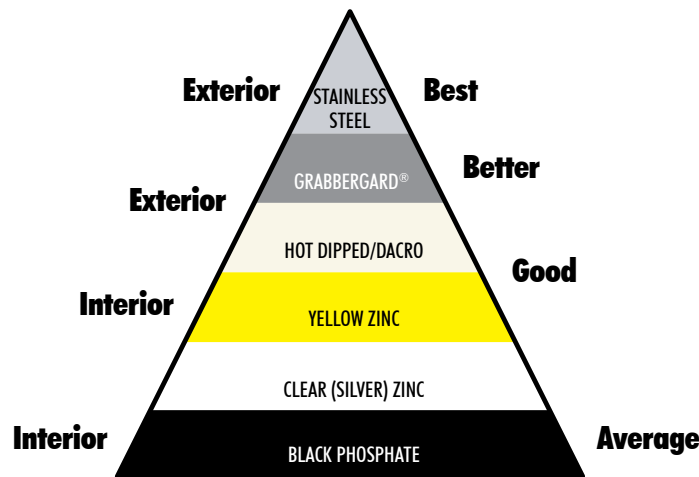 Exterior
STAINLESS
STEEL
Best
GRABBERGARD®
Better
Exterior
HOT DIPPED/DACRO
Good
Interior
YELLOW ZINC
CLEAR (SILVER) ZINC
Interior
BLACK PHOSPHATE
Average